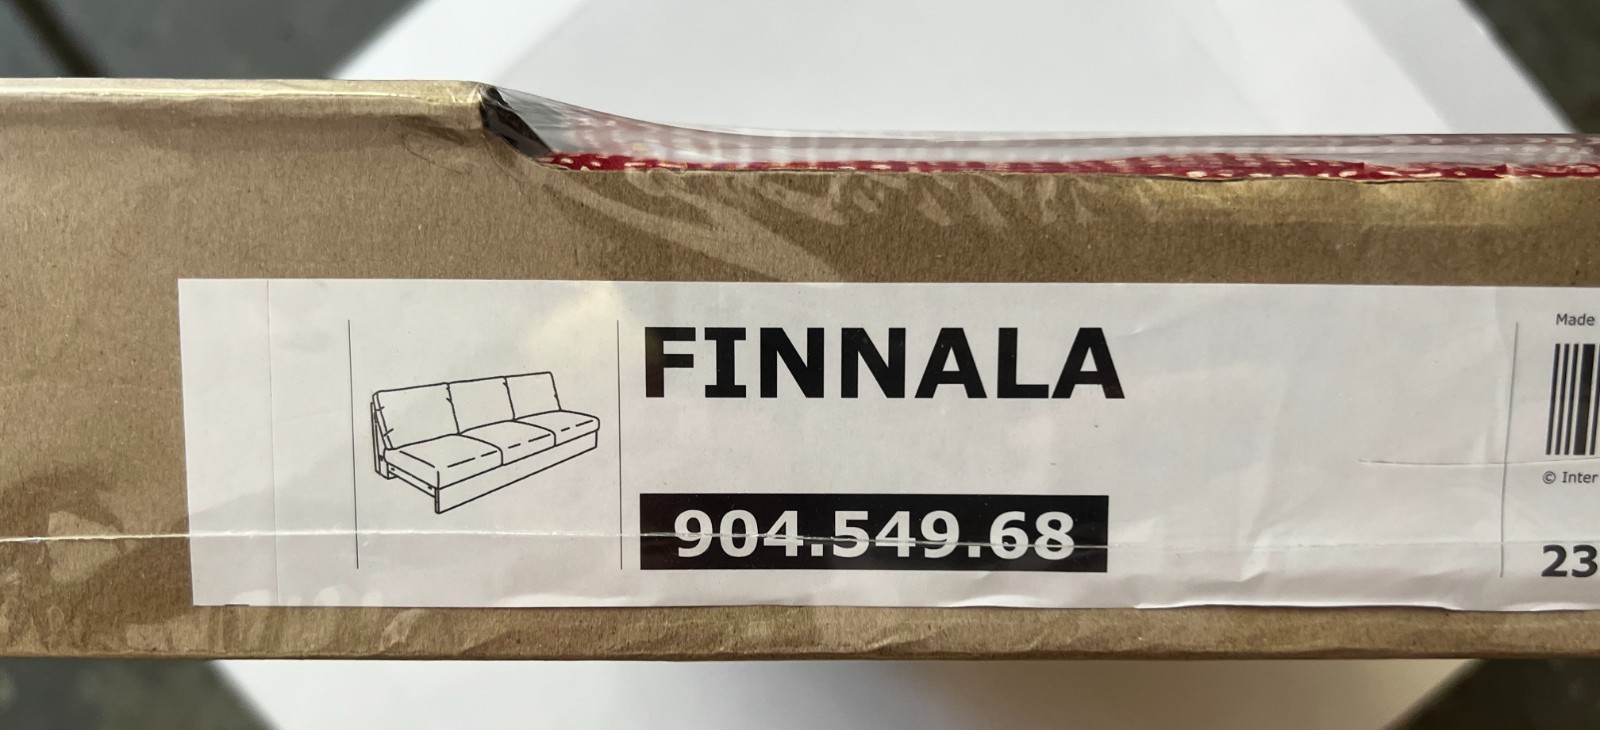 FINNALA
904.549.68
Made
© Inter
23